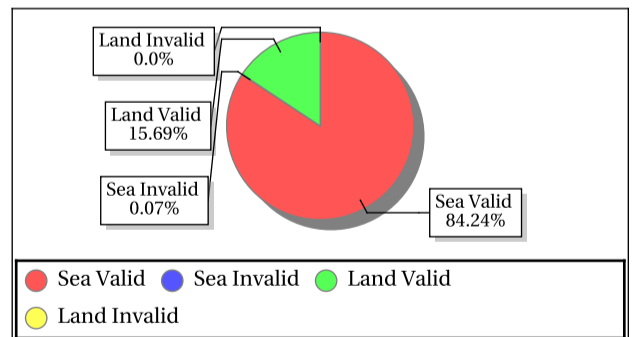 Land Invalid
0.0%
Land Valid
15.69%
Sea Invalid
0.07%
Sea Valid
84.24%
Sea Valid
Sea Invalid
Land Valid
Land Invalid